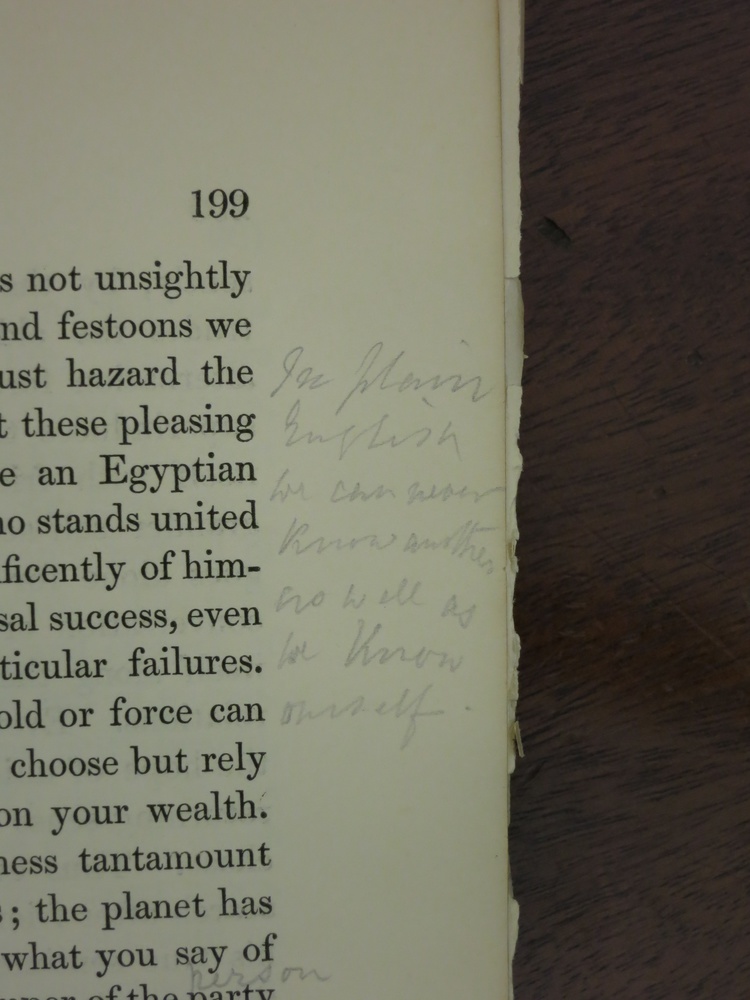 199
s not unsightly
nd festoons we
ust hazard the
t these pleasing
e an Egyptian
no stands united
ficently of him-
sal success, even
ticular failures.
old or force can
choose but rely
on your wealth.
ness tantamount
s; the planet has
what you say of
person
nner of the party
In plain
English
we can never
know another
as well as
we know
ourself.